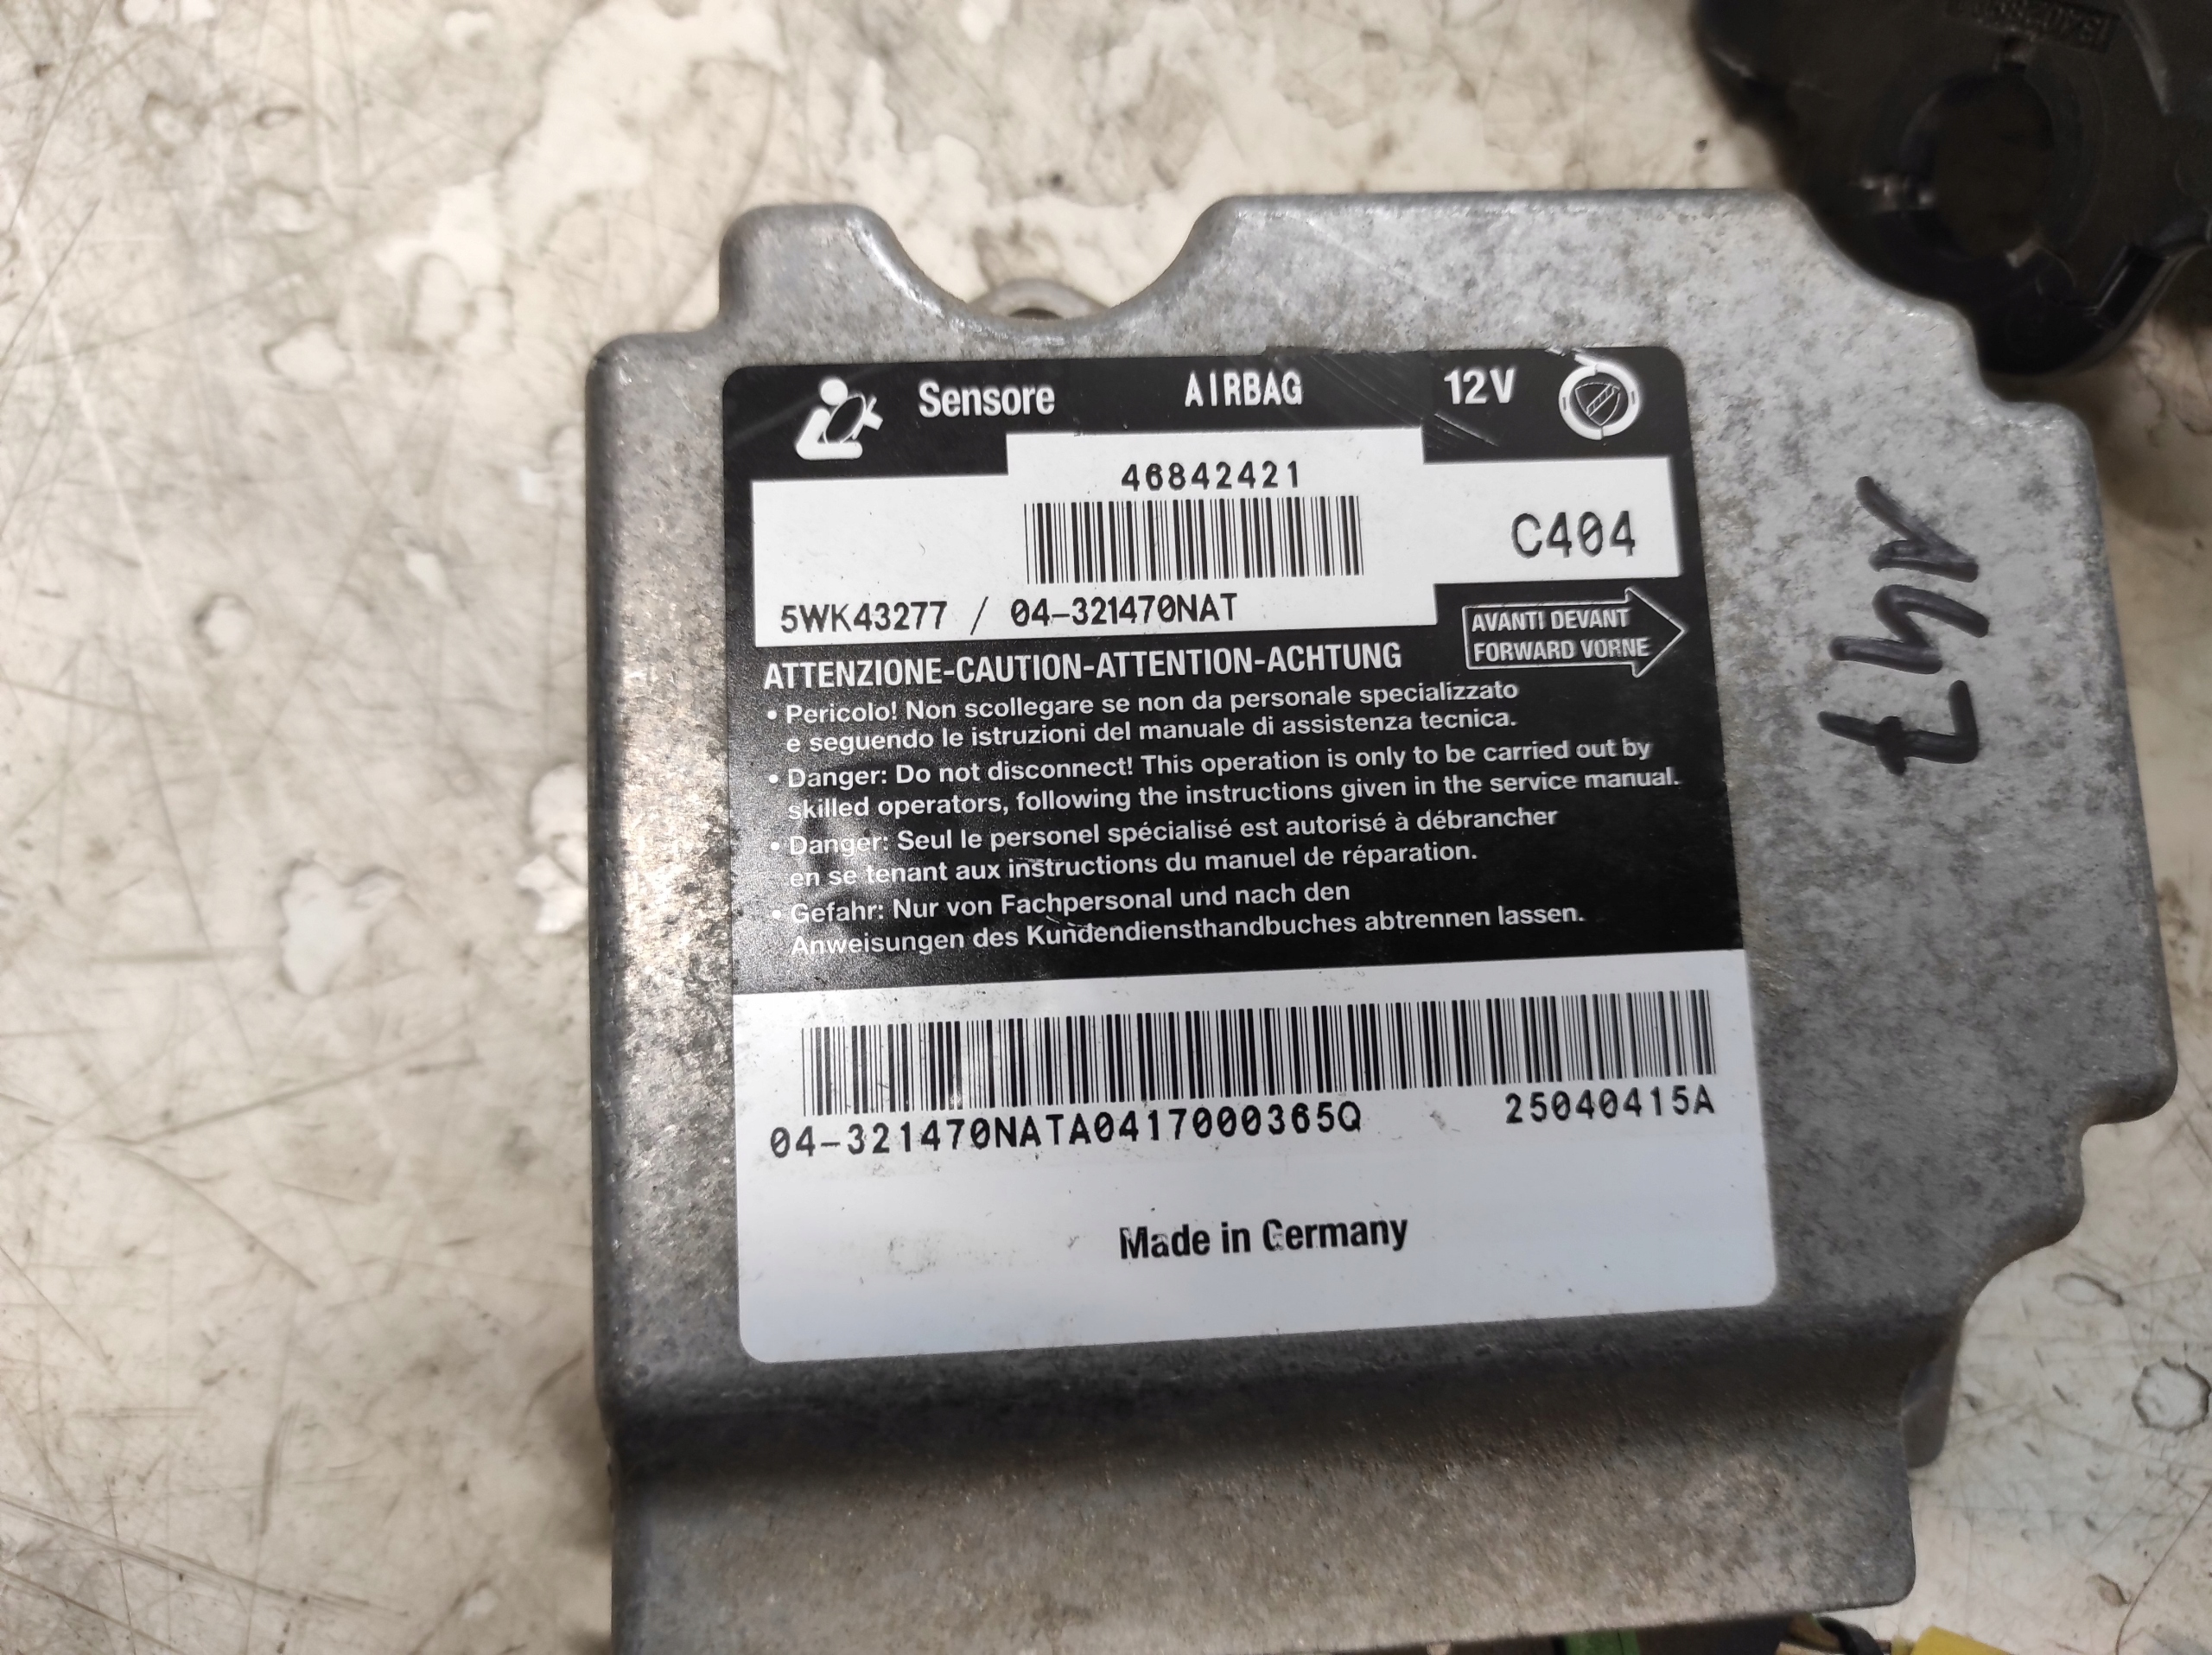 Sensore AIRBAG 12V
46842421
C404
5WK43277 / 04-321470NAT
AVANTI DEVANT
FORWARD VORNE
ATTENZIONE-CAUTION-ATTENTION-ACHTUNG
• Pericolo! Non scollegare se non da personale specializzato
e seguendo le istruzioni del manuale di assistenza tecnica.
• Danger: Do not disconnect! This operation is only to be carried out by
skilled operators, following the instructions given in the service manual.
• Danger: Seul le personel spécialisé est autorisé à débrancher
en se tenant aux instructions du manuel de réparation.
• Gefahr: Nur von Fachpersonal und nach den
Anweisungen des Kundendiensthandbuches abtrennen lassen.
04-321470NATA0417000365Q 25040415A
Made in Germany